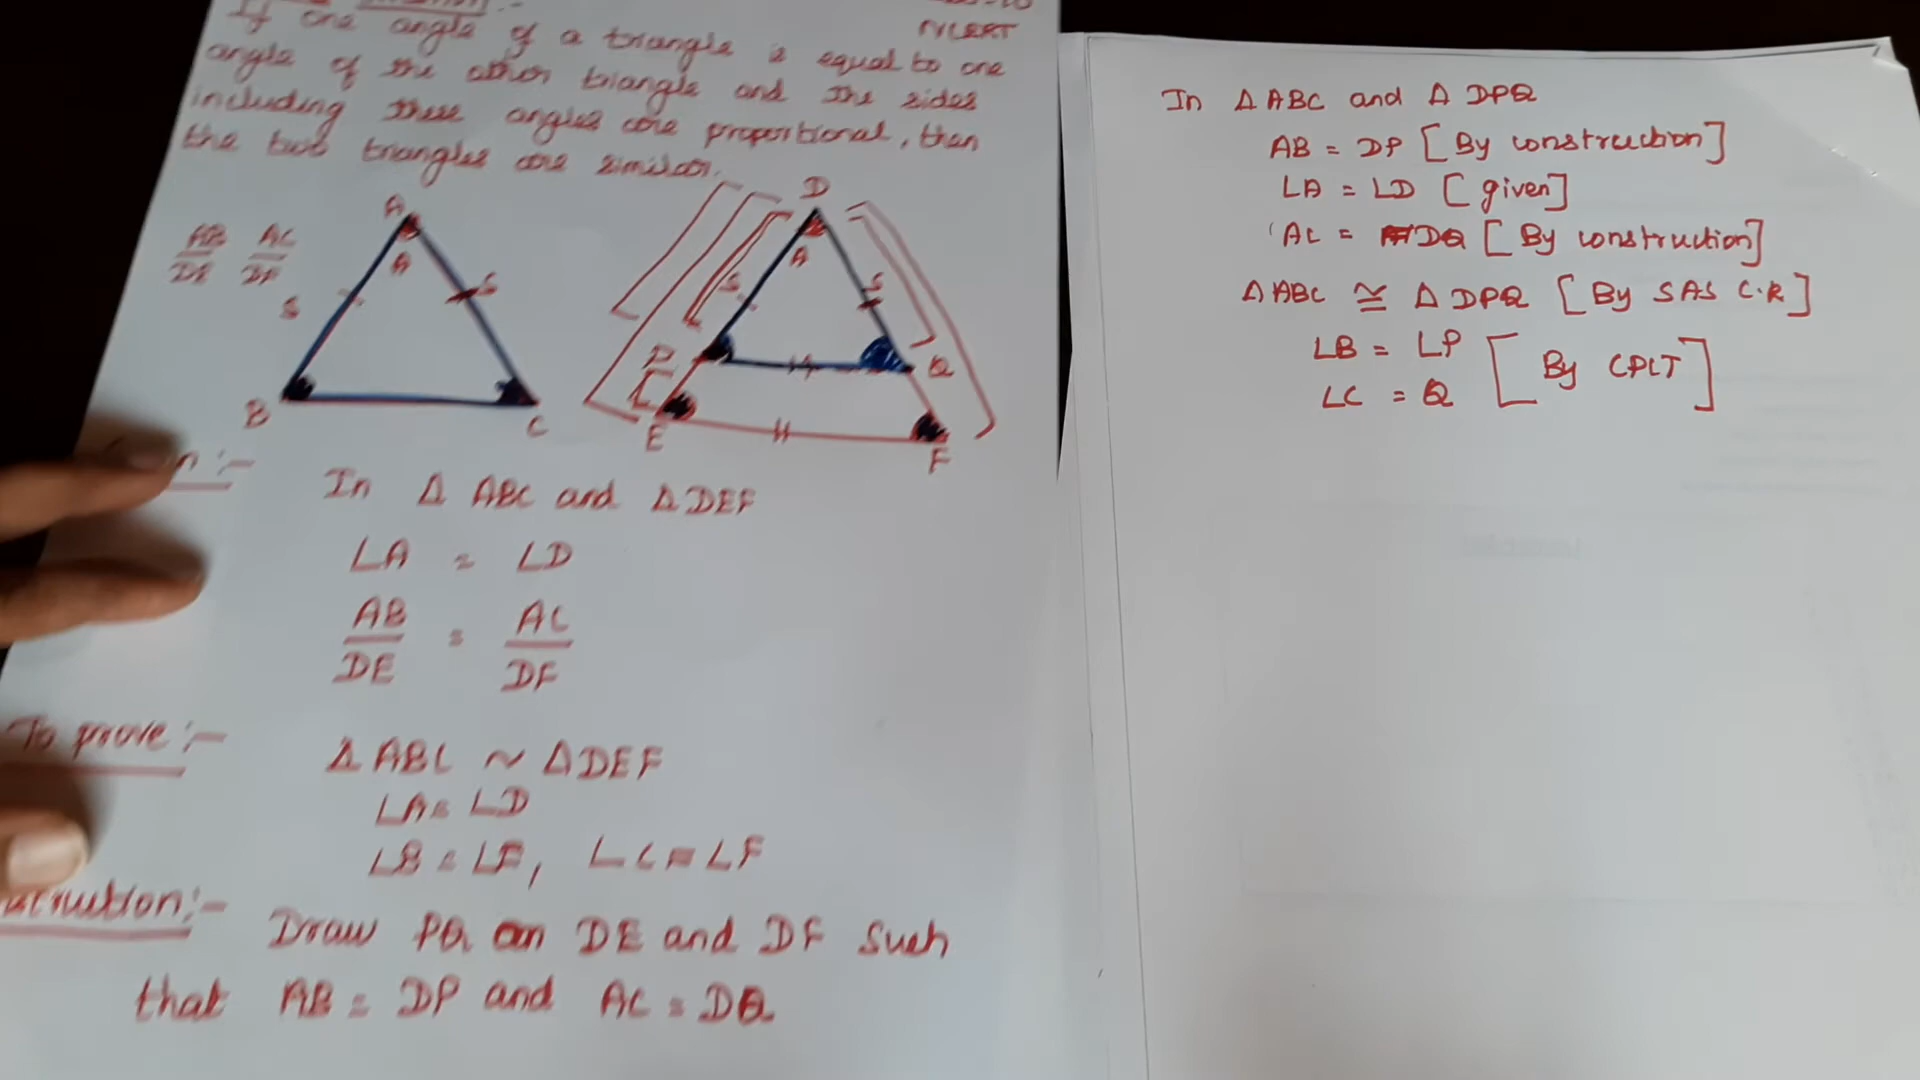 NCERT
If one angle of a triangle is equal to one
angle of the other triangle and the sides
including these angles are proportional, then
the two triangles are similar.
AB AC
DE DF
A
A
S
S
B
C
D
A
S
S
P
Q
E
F
In Δ ABC and Δ DEF
∠A = ∠D
AB = AC
DE DF
To prove :-
Δ ABC ~ Δ DEF
∠A = ∠D
∠B = ∠E, ∠C = ∠F
Draw PQ on DE and DF such
that AB = DP and AC = DQ
In Δ ABC and Δ DPQ
AB = DP [By construction]
∠A = ∠D [given]
AC = DQ [By construction]
Δ ABC ≅ Δ DPQ [By SAS C.R]
∠B = ∠P
∠C = Q
[By CPCT]